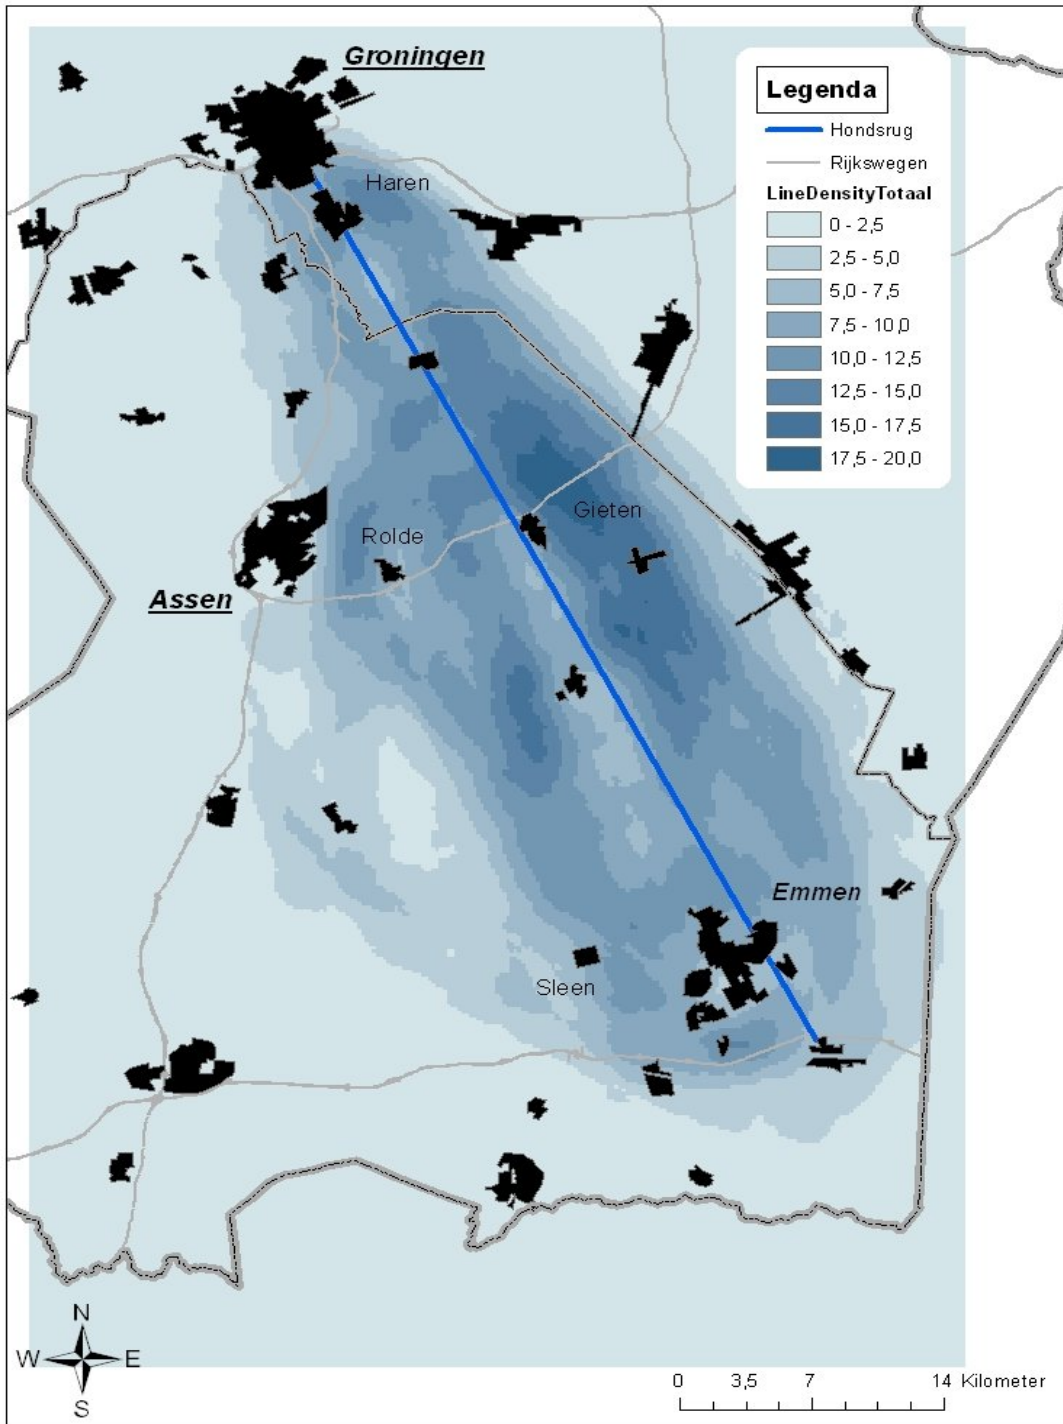 Groningen
Legenda
Hondsrug
Rijkswegen
LineDensityTotaal
0 - 2,5
2,5 - 5,0
5,0 - 7,5
7,5 - 10,0
10,0 - 12,5
12,5 - 15,0
15,0 - 17,5
17,5 - 20,0
Haren
Gieten
Rolde
Assen
Emmen
Sleen
N
W E
S
0 3,5 7 14 Kilometer